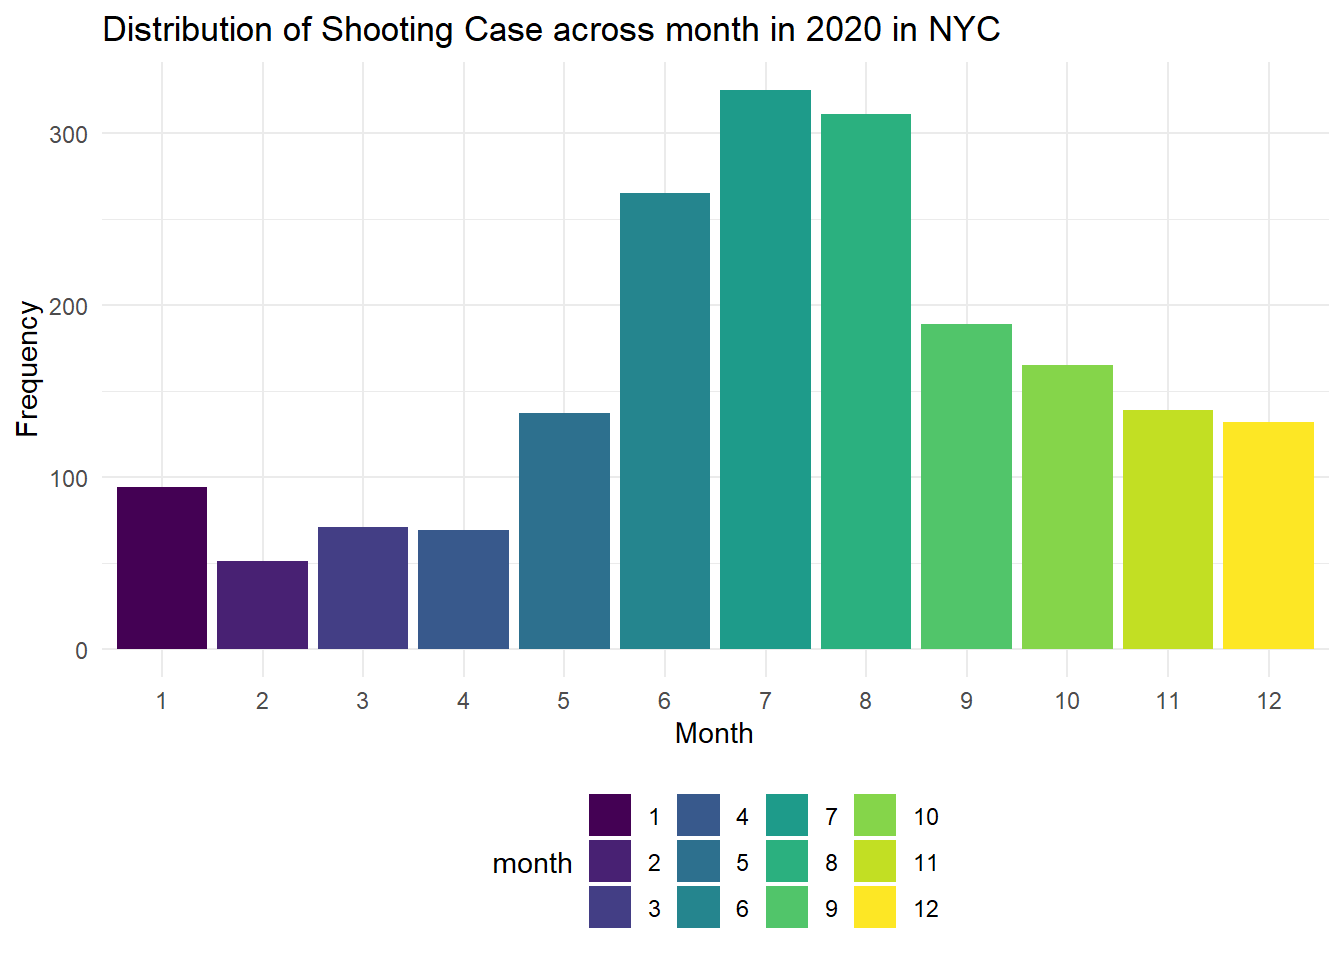 Distribution of Shooting Case across month in 2020 in NYC
Frequency
300
200
100
0
1 2 3 4 5 6 7 8 9 10 11 12
Month
month
1 4 7 10
2 5 8 11
3 6 9 12